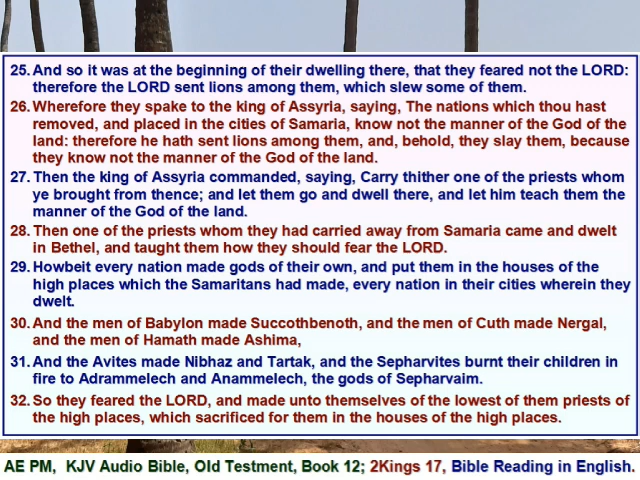 25. And so it was at the beginning of their dwelling there, that they feared not the LORD:
therefore the LORD sent lions among them, which slew some of them.
26. Wherefore they spake to the king of Assyria, saying, The nations which thou hast
removed, and placed in the cities of Samaria, know not the manner of the God of the
land: therefore he hath sent lions among them, and, behold, they slay them, because
they know not the manner of the God of the land.
27. Then the king of Assyria commanded, saying, Carry thither one of the priests whom
ye brought from thence; and let them go and dwell there, and let him teach them the
manner of the God of the land.
28. Then one of the priests whom they had carried away from Samaria came and dwelt
in Bethel, and taught them how they should fear the LORD.
29. Howbeit every nation made gods of their own, and put them in the houses of the
high places which the Samaritans had made, every nation in their cities wherein they
dwelt.
30. And the men of Babylon made Succothbenoth, and the men of Cuth made Nergal,
and the men of Hamath made Ashima,
31. And the Avites made Nibhaz and Tartak, and the Sepharvites burnt their children in
fire to Adrammelech and Anammelech, the gods of Sepharvaim.
32. So they feared the LORD, and made unto themselves of the lowest of them priests of
the high places, which sacrificed for them in the houses of the high places.
AE PM, KJV Audio Bible, Old Testment, Book 12; 2Kings 17, Bible Reading in English.